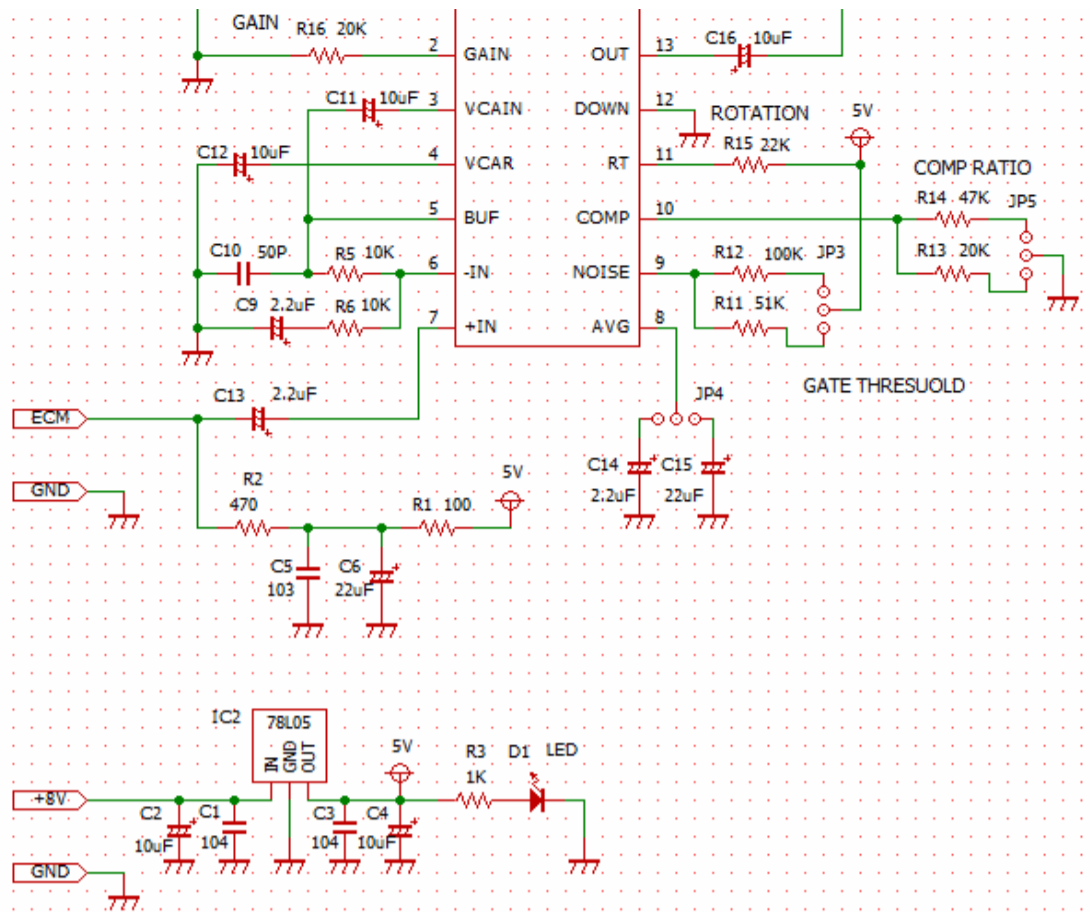 GAIN
R16 20K
2
GAIN
OUT
13
C16 10uF
C11 10uF
3
VCAIN
DOWN
12
ROTATION
5V
C12 10uF
4
VCAR
RT
11
R15 22K
COMP RATIO
5
BUF
COMP
10
R14 47K
JP5
C10 50P
R5 10K
6
-IN
NOISE
9
R12 100K
JP3
R13 20K
C9 2.2uF
R6 10K
7
+IN
AVG
8
R11 51K
GATE THRESUOLD
C13 2.2uF
JP4
ECM
C14
2.2uF
C15
22uF
GND
R2
470
R1 100
5V
C5
103
C6
22uF
IC2
78L05
IN
GND
OUT
5V
R3
1K
D1 LED
+8V
C2
10uF
C1
104
C3
104
C4
10uF
GND